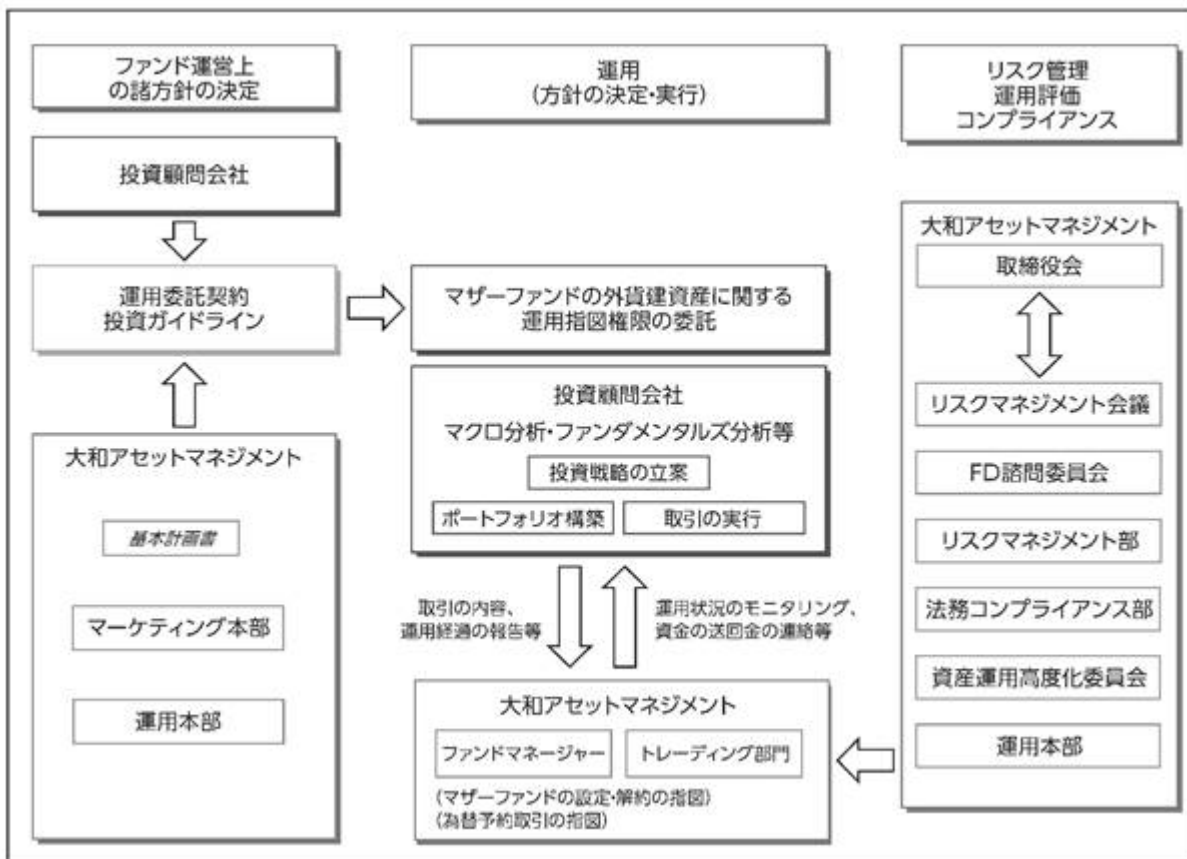 ファンド運営上
の諸方針の決定
投資顧問会社
運用委託契約
投資ガイドライン
大和アセットマネジメント
基本計画書
マーケティング本部
運用本部
運用
(方針の決定・実行)
マザーファンドの外貨建資産に関する
運用指図権限の委託
投資顧問会社
マクロ分析・ファンダメンタルズ分析等
投資戦略の立案
ポートフォリオ構築
取引の実行
取引の内容、
運用経過の報告等
運用状況のモニタリング、
資金の送回金の連絡等
大和アセットマネジメント
ファンドマネージャー
トレーディング部門
(マザーファンドの設定・解約の指図)
(為替予約取引の指図)
リスク管理
運用評価
コンプライアンス
大和アセットマネジメント
取締役会
リスクマネジメント会議
FD諮問委員会
リスクマネジメント部
法務コンプライアンス部
資産運用高度化委員会
運用本部